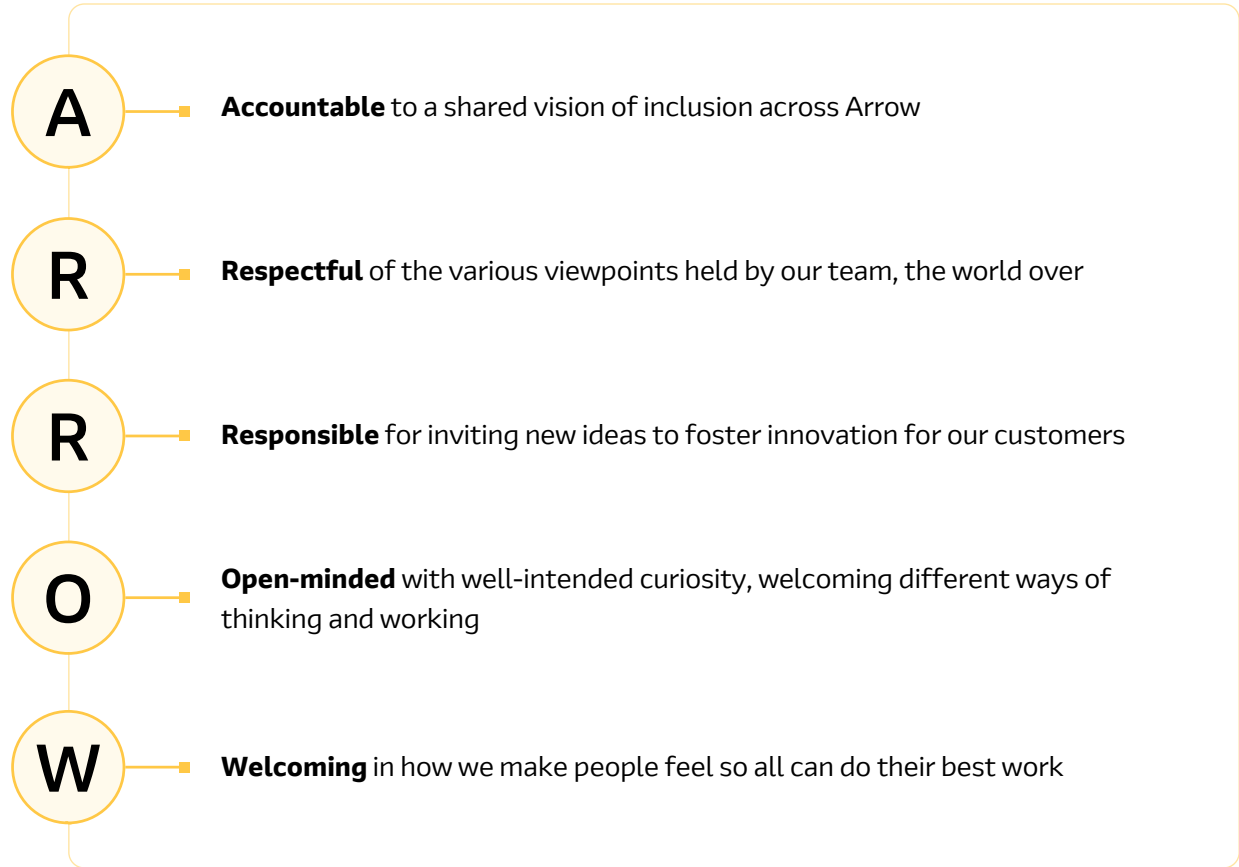 A
Accountable to a shared vision of inclusion across Arrow
R
Respectful of the various viewpoints held by our team, the world over
R
Responsible for inviting new ideas to foster innovation for our customers
O
Open-minded with well-intended curiosity, welcoming different ways of
thinking and working
W
Welcoming in how we make people feel so all can do their best work